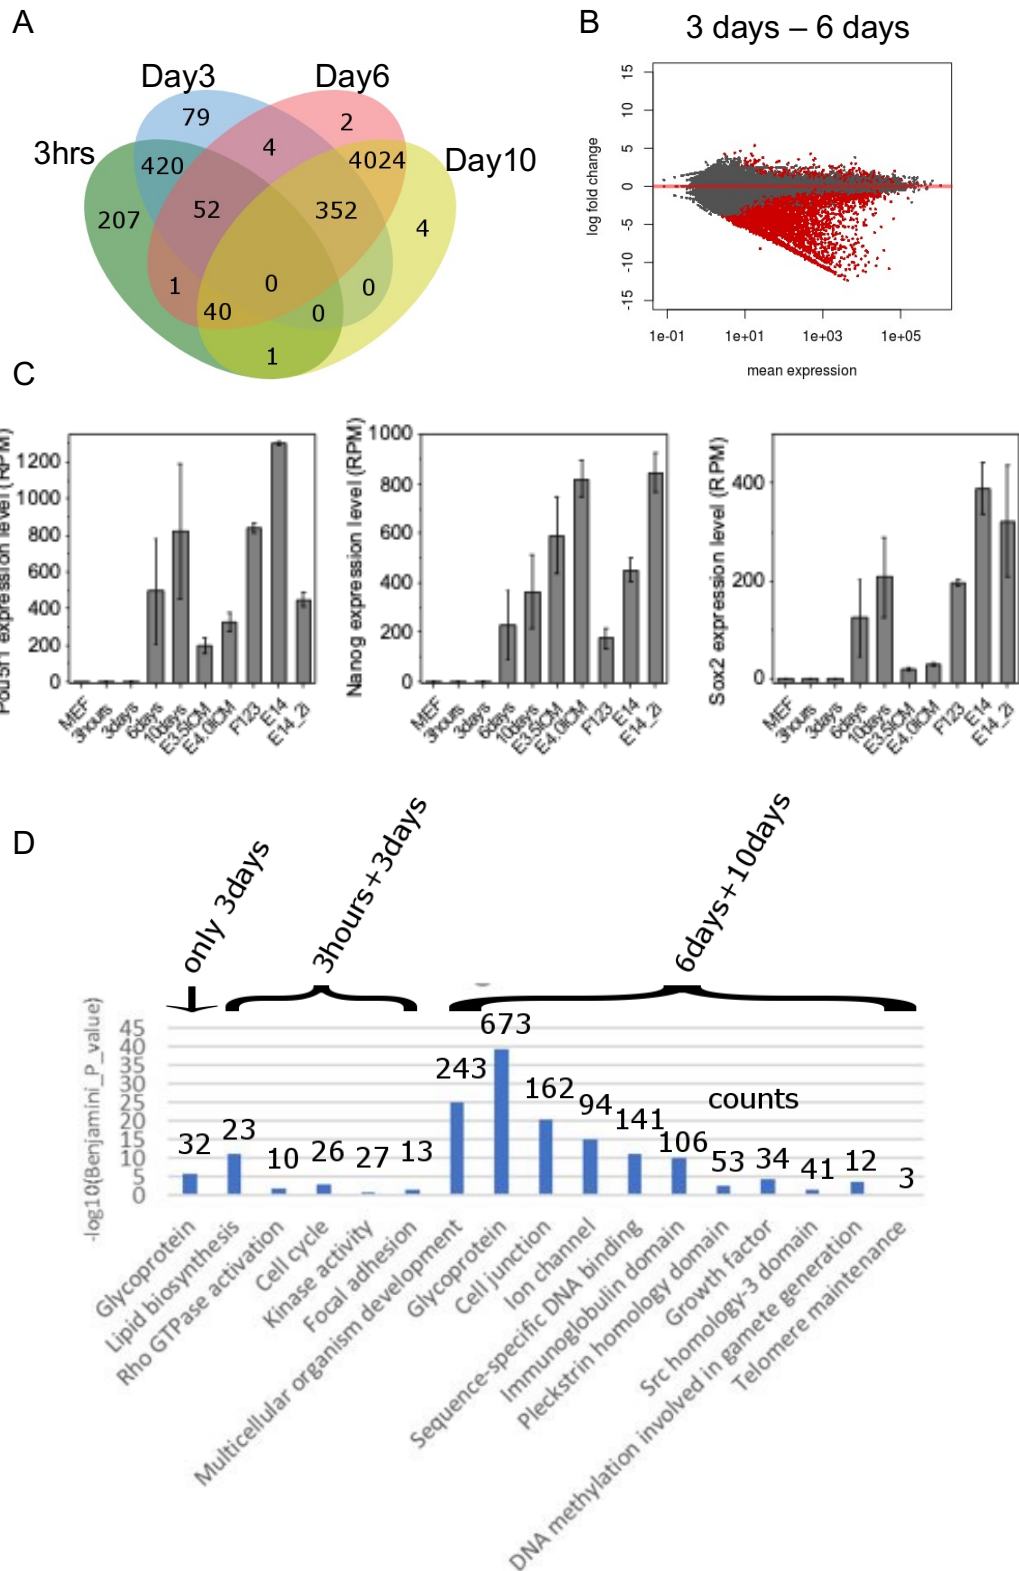 A
B
3 days – 6 days
Day3
Day6
3hrs
Day10
79
2
4
420
4024
52
352
207
4
1
0
0
40
0
1
log fold change
15
10
5
0
-5
-10
-15
1e-01
1e+01
1e+03
1e+05
mean expression
C
Pou5f1 expression level (RPM)
1200
1000
800
600
400
200
0
MEF
3hours
3days
6days
10days
E3.5ICM
E4.0ICM
F123
E14
E14_2i
Nanog expression level (RPM)
1000
800
600
400
200
0
MEF
3hours
3days
6days
10days
E3.5ICM
E4.0ICM
F123
E14
E14_2i
Sox2 expression level (RPM)
400
200
0
MEF
3hours
3days
6days
10days
E3.5ICM
E4.0ICM
F123
E14
E14_2i
D
only 3days
3hours+3days
6days+10days
-log10(Benjamini_P_value)
45
40
35
30
25
20
15
10
5
0
32
23
10
26
27
13
243
673
162
94
141
106
53
34
41
12
3
counts
Glycoprotein
Lipid biosynthesis
Rho GTPase activation
Cell cycle
Kinase activity
Focal adhesion
Multicellular organism development
Glycoprotein
Cell junction
Ion channel
Sequence-specific DNA binding
Immunoglobulin domain
Pleckstrin homology domain
Growth factor
Src homology-3 domain
DNA methylation involved in gamete generation
Telomere maintenance